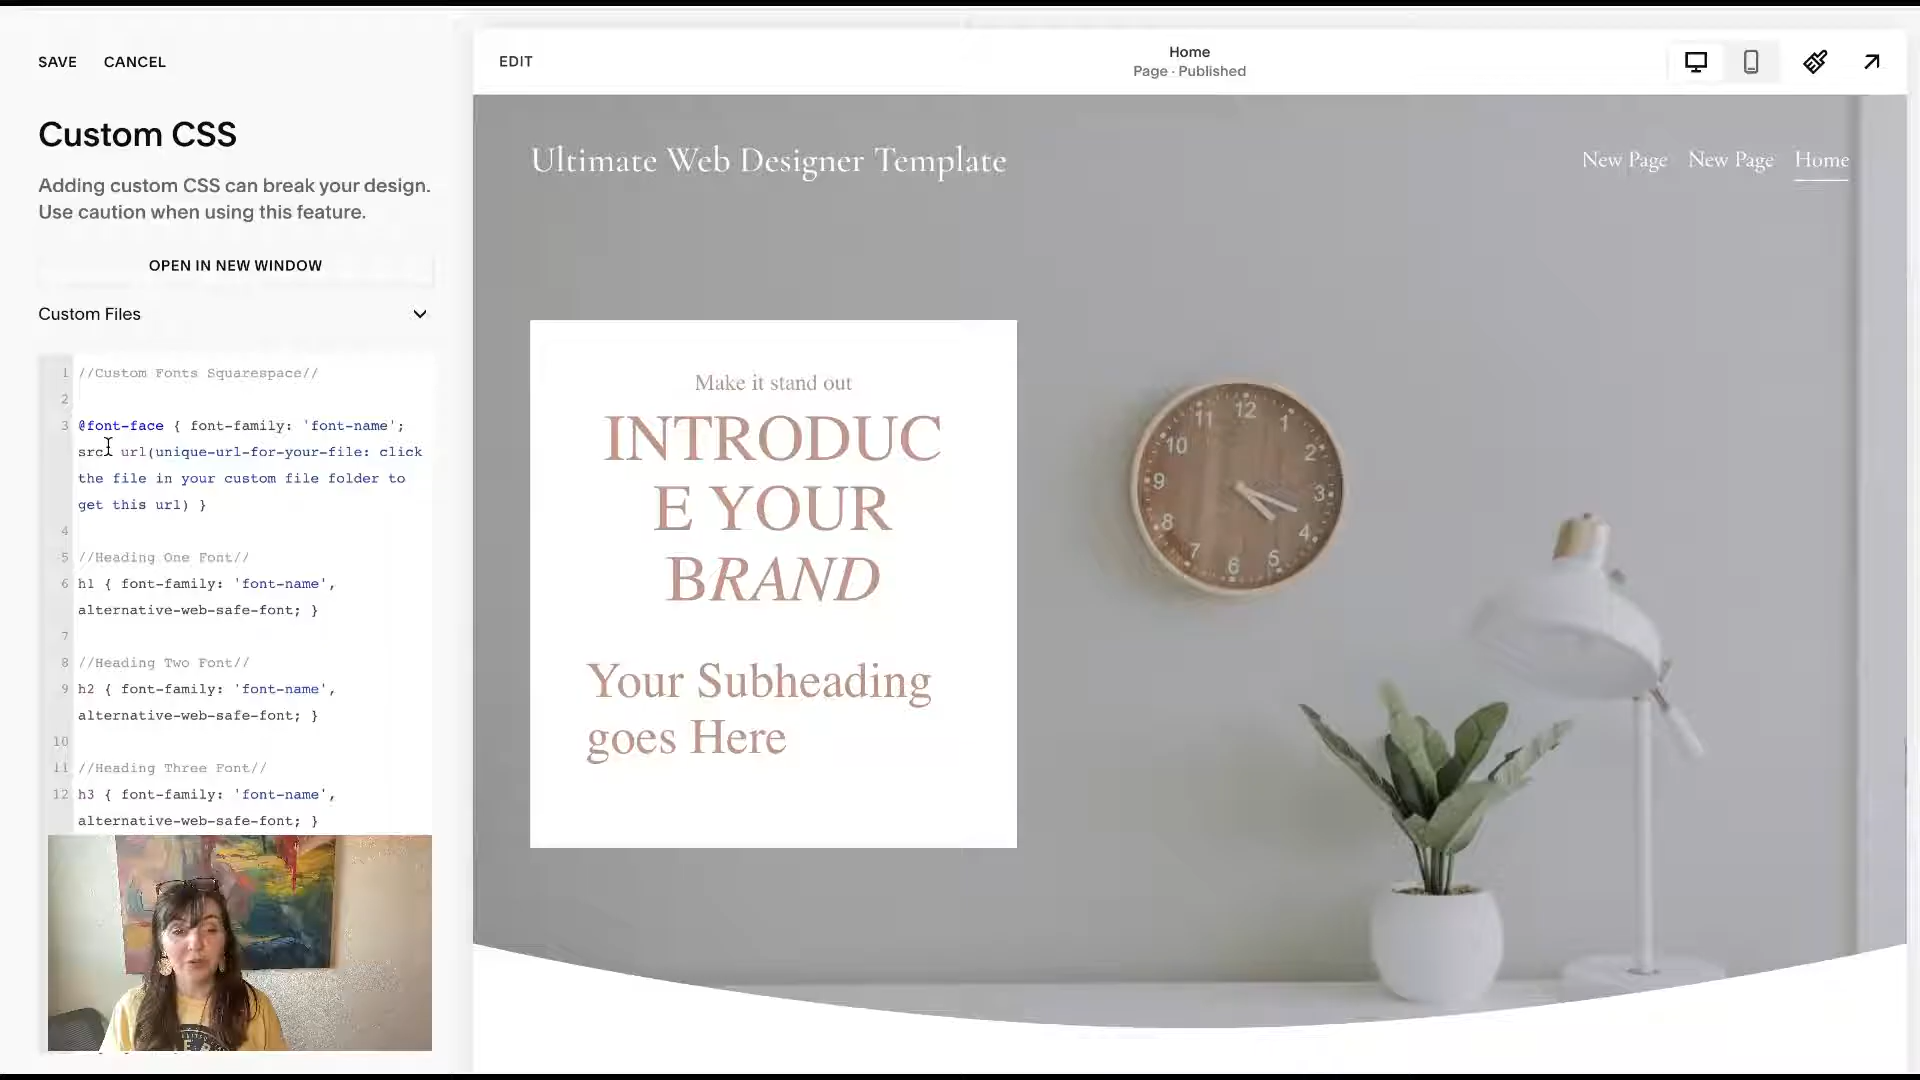 SAVE CANCEL
Custom CSS
Adding custom CSS can break your design.
Use caution when using this feature.
OPEN IN NEW WINDOW
Custom Files
1 //Custom Fonts Squarespace//
2
3 @font-face { font-family: 'font-name';
src: url(unique-url-for-your-file: click
the file in your custom file folder to
get this url) }
4
5 //Heading One Font//
6 h1 { font-family: 'font-name',
alternative-web-safe-font; }
7
8 //Heading Two Font//
9 h2 { font-family: 'font-name',
alternative-web-safe-font; }
10
11 //Heading Three Font//
12 h3 { font-family: 'font-name',
alternative-web-safe-font; }
EDIT
Home
Page · Published
Ultimate Web Designer Template
New Page New Page Home
Make it stand out
INTRODUC
E YOUR
BRAND
Your Subheading
goes Here
12
1
2
3
4
5
6
7
8
9
10
11